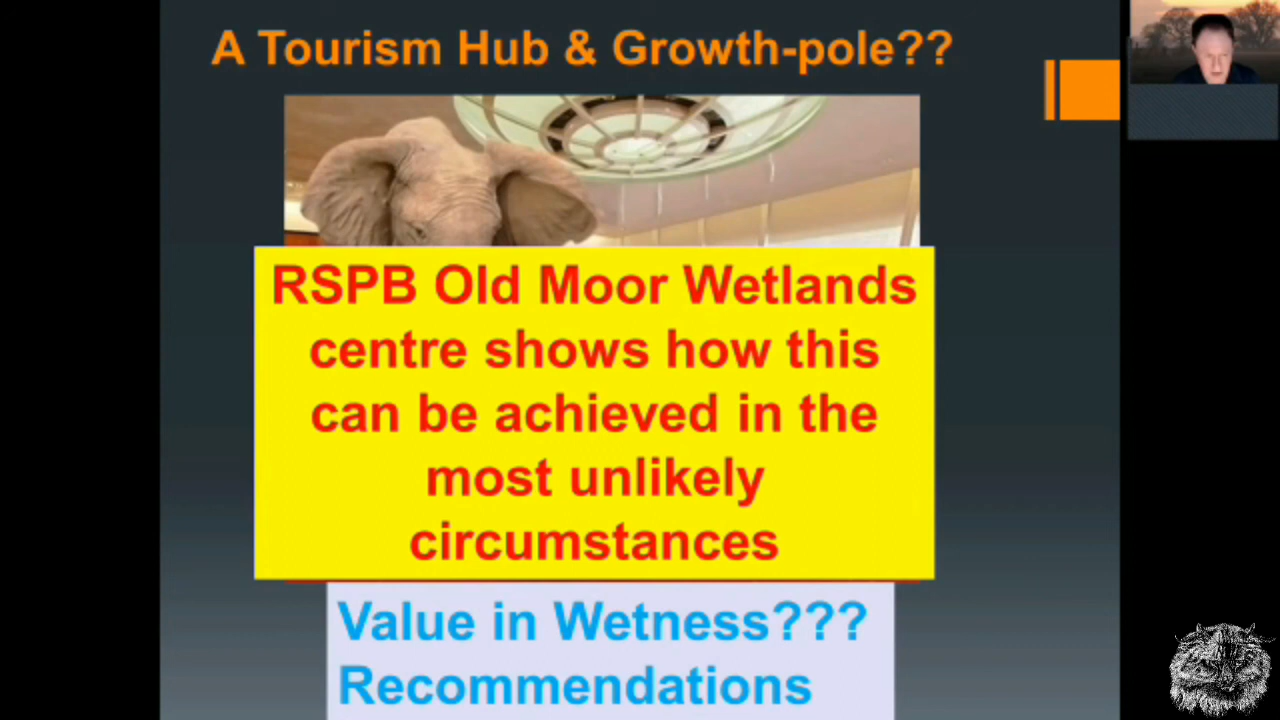 A Tourism Hub & Growth-pole??
RSPB Old Moor Wetlands
centre shows how this
can be achieved in the
most unlikely
circumstances
Value in Wetness???
Recommendations